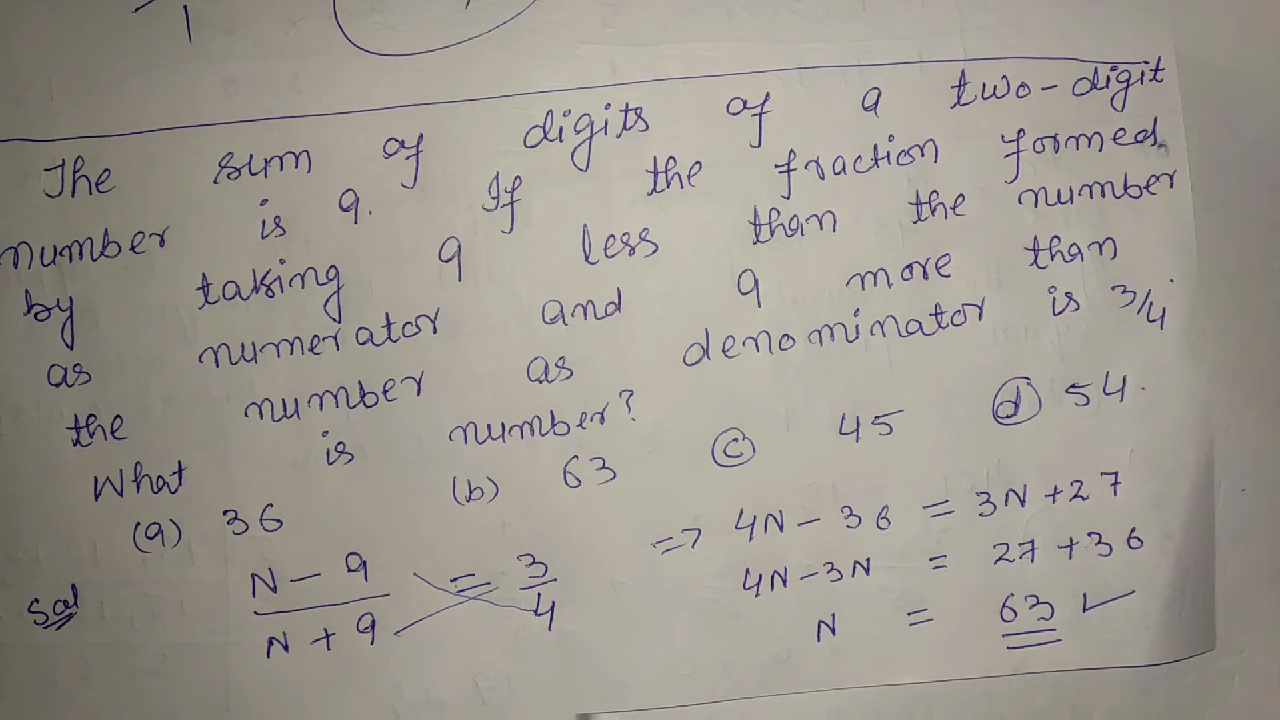 The sum of digits of a two-digit
number is 9. If the fraction formed
by taking 9 less than the number
as numerator and 9 more than
the number as denominator is 3/4.
What is number?
(a) 36 (b) 63 (c) 45 (d) 54.
Sol N - 9 / N + 9 = 3/4 => 4N - 36 = 3N + 27
4N - 3N = 27 + 36
N = 63 ✓